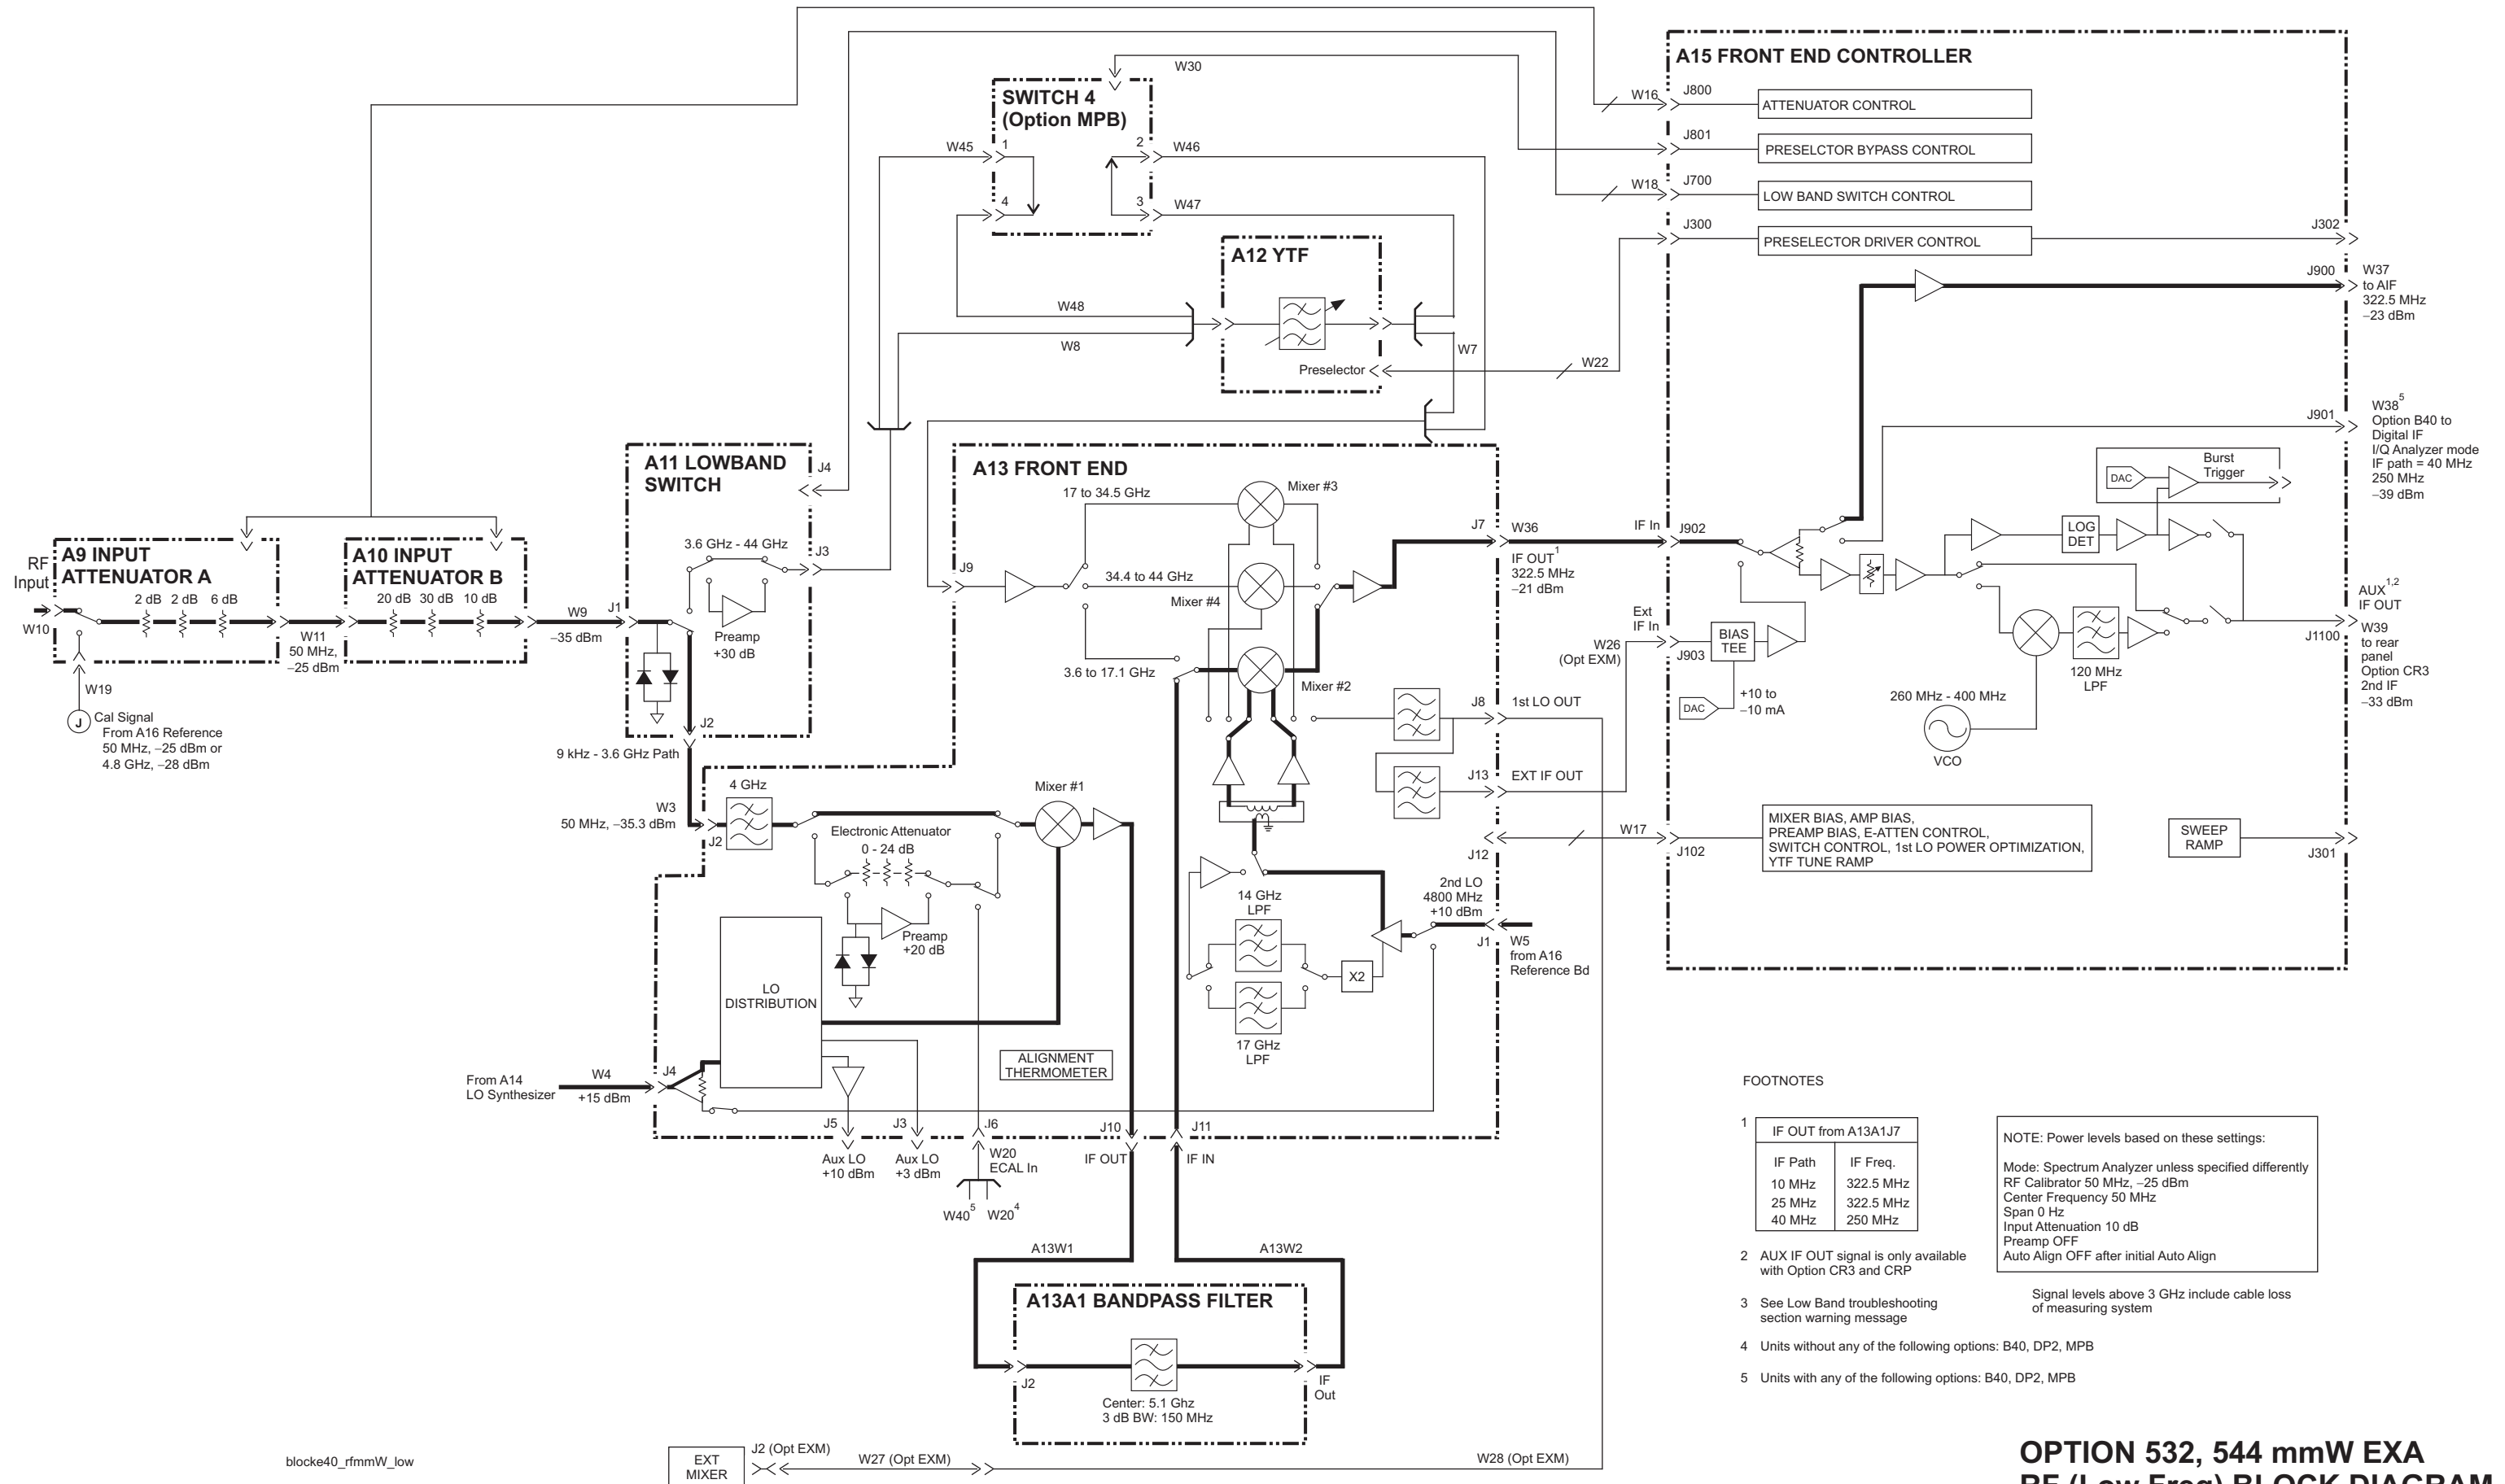 A15 FRONT END CONTROLLER
W30
SWITCH 4
(Option MPB)
W16
J800
ATTENUATOR CONTROL
J801
PRESELCTOR BYPASS CONTROL
W45
1
2
W46
W18
J700
LOW BAND SWITCH CONTROL
4
3
W47
J300
PRESELECTOR DRIVER CONTROL
J302
A12 YTF
J900
W37
to AIF
322.5 MHz
–23 dBm
W48
W8
W7
Preselector
W22
J901
W38⁵
Option B40 to
Digital IF
I/Q Analyzer mode
IF path = 40 MHz
250 MHz
–39 dBm
Burst
Trigger
DAC
A11 LOWBAND
SWITCH
J4
A13 FRONT END
17 to 34.5 GHz
Mixer #3
3.6 GHz - 44 GHz
J3
J7
W36
IF In
J902
LOG
DET
IF OUT¹
322.5 MHz
–21 dBm
RF
Input
A9 INPUT
ATTENUATOR A
A10 INPUT
ATTENUATOR B
J9
34.4 to 44 GHz
Mixer #4
2 dB
2 dB
6 dB
20 dB
30 dB
10 dB
W9
J1
–35 dBm
W10
W11
50 MHz,
–25 dBm
Preamp
+30 dB
Ext
IF In
W26
(Opt EXM)
J903
BIAS
TEE
AUX¹,²
IF OUT
J1100
W39
to rear
panel
Option CR3
2nd IF
–33 dBm
3.6 to 17.1 GHz
Mixer #2
120 MHz
LPF
W19
J
Cal Signal
From A16 Reference
50 MHz, –25 dBm or
4.8 GHz, –28 dBm
J2
9 kHz - 3.6 GHz Path
J8
1st LO OUT
DAC
+10 to
–10 mA
260 MHz - 400 MHz
VCO
J13
EXT IF OUT
4 GHz
W3
50 MHz, –35.3 dBm
J2
Mixer #1
Electronic Attenuator
0 - 24 dB
J12
W17
J102
MIXER BIAS, AMP BIAS,
PREAMP BIAS, E-ATTEN CONTROL,
SWITCH CONTROL, 1st LO POWER OPTIMIZATION,
YTF TUNE RAMP
SWEEP
RAMP
J301
2nd LO
4800 MHz
+10 dBm
14 GHz
LPF
Preamp
+20 dB
J1
W5
from A16
Reference Bd
X2
LO
DISTRIBUTION
17 GHz
LPF
ALIGNMENT
THERMOMETER
From A14
LO Synthesizer
W4
+15 dBm
J4
J5
J3
J6
J10
J11
Aux LO
+10 dBm
Aux LO
+3 dBm
W20
ECAL In
IF OUT
IF IN
W40⁵
W20⁴
A13W1
A13W2
A13A1 BANDPASS FILTER
J2
IF
Out
Center: 5.1 Ghz
3 dB BW: 150 MHz
FOOTNOTES
1
IF OUT from A13A1J7
IF Path IF Freq.
10 MHz 322.5 MHz
25 MHz 322.5 MHz
40 MHz 250 MHz
2 AUX IF OUT signal is only available
with Option CR3 and CRP
3 See Low Band troubleshooting
section warning message
4 Units without any of the following options: B40, DP2, MPB
5 Units with any of the following options: B40, DP2, MPB
NOTE: Power levels based on these settings:
Mode: Spectrum Analyzer unless specified differently
RF Calibrator 50 MHz, –25 dBm
Center Frequency 50 MHz
Span 0 Hz
Input Attenuation 10 dB
Preamp OFF
Auto Align OFF after initial Auto Align
Signal levels above 3 GHz include cable loss
of measuring system
blocke40_rfmmW_low
EXT
MIXER
J2 (Opt EXM)
W27 (Opt EXM)
W28 (Opt EXM)
OPTION 532, 544 mmW EXA
RF (Low Freq) BLOCK DIAGRAM